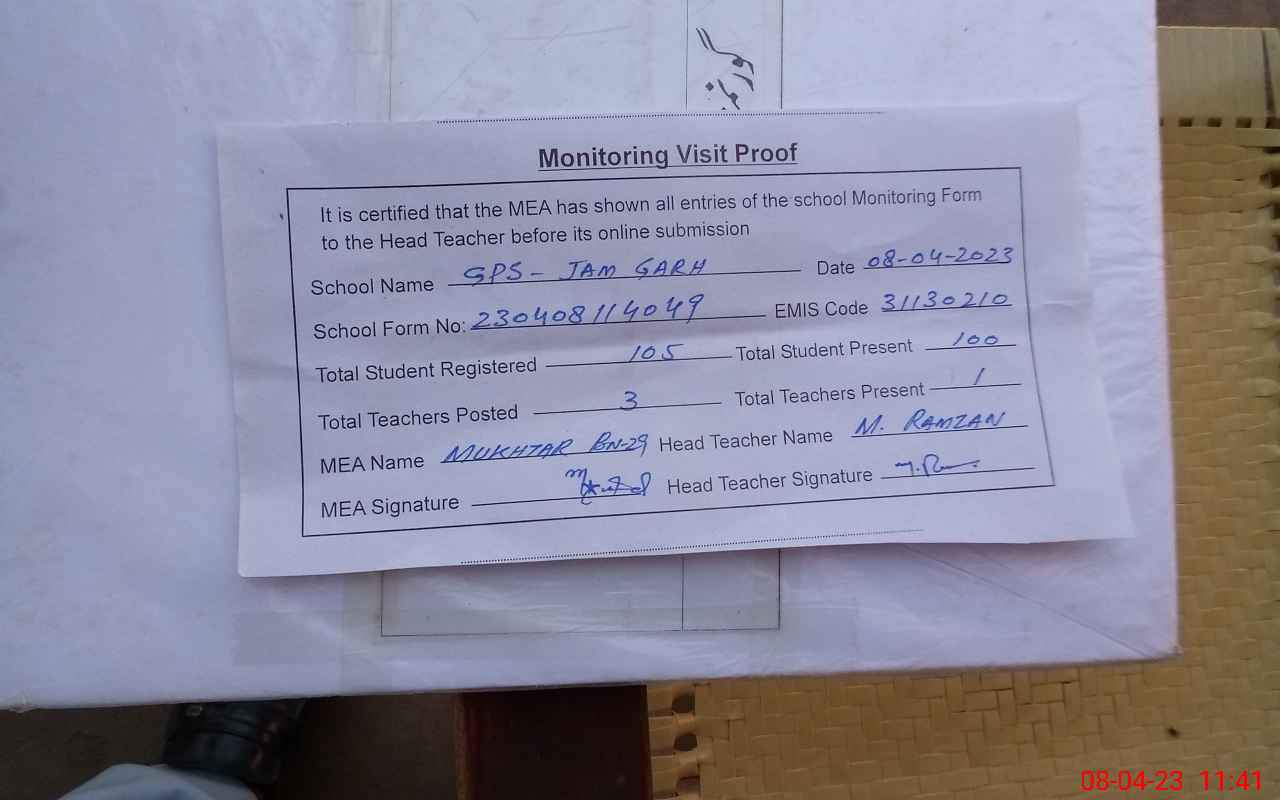 Monitoring Visit Proof
It is certified that the MEA has shown all entries of the school Monitoring Form
to the Head Teacher before its online submission
School Name GPS - JAM GARH Date 08-04-2023
School Form No: 230408114049 EMIS Code 31130210
Total Student Registered 105 Total Student Present 100
Total Teachers Posted 3 Total Teachers Present 1
MEA Name MUKHTAR BN-29 Head Teacher Name M. RAMZAN
MEA Signature Head Teacher Signature
08-04-23 11:41